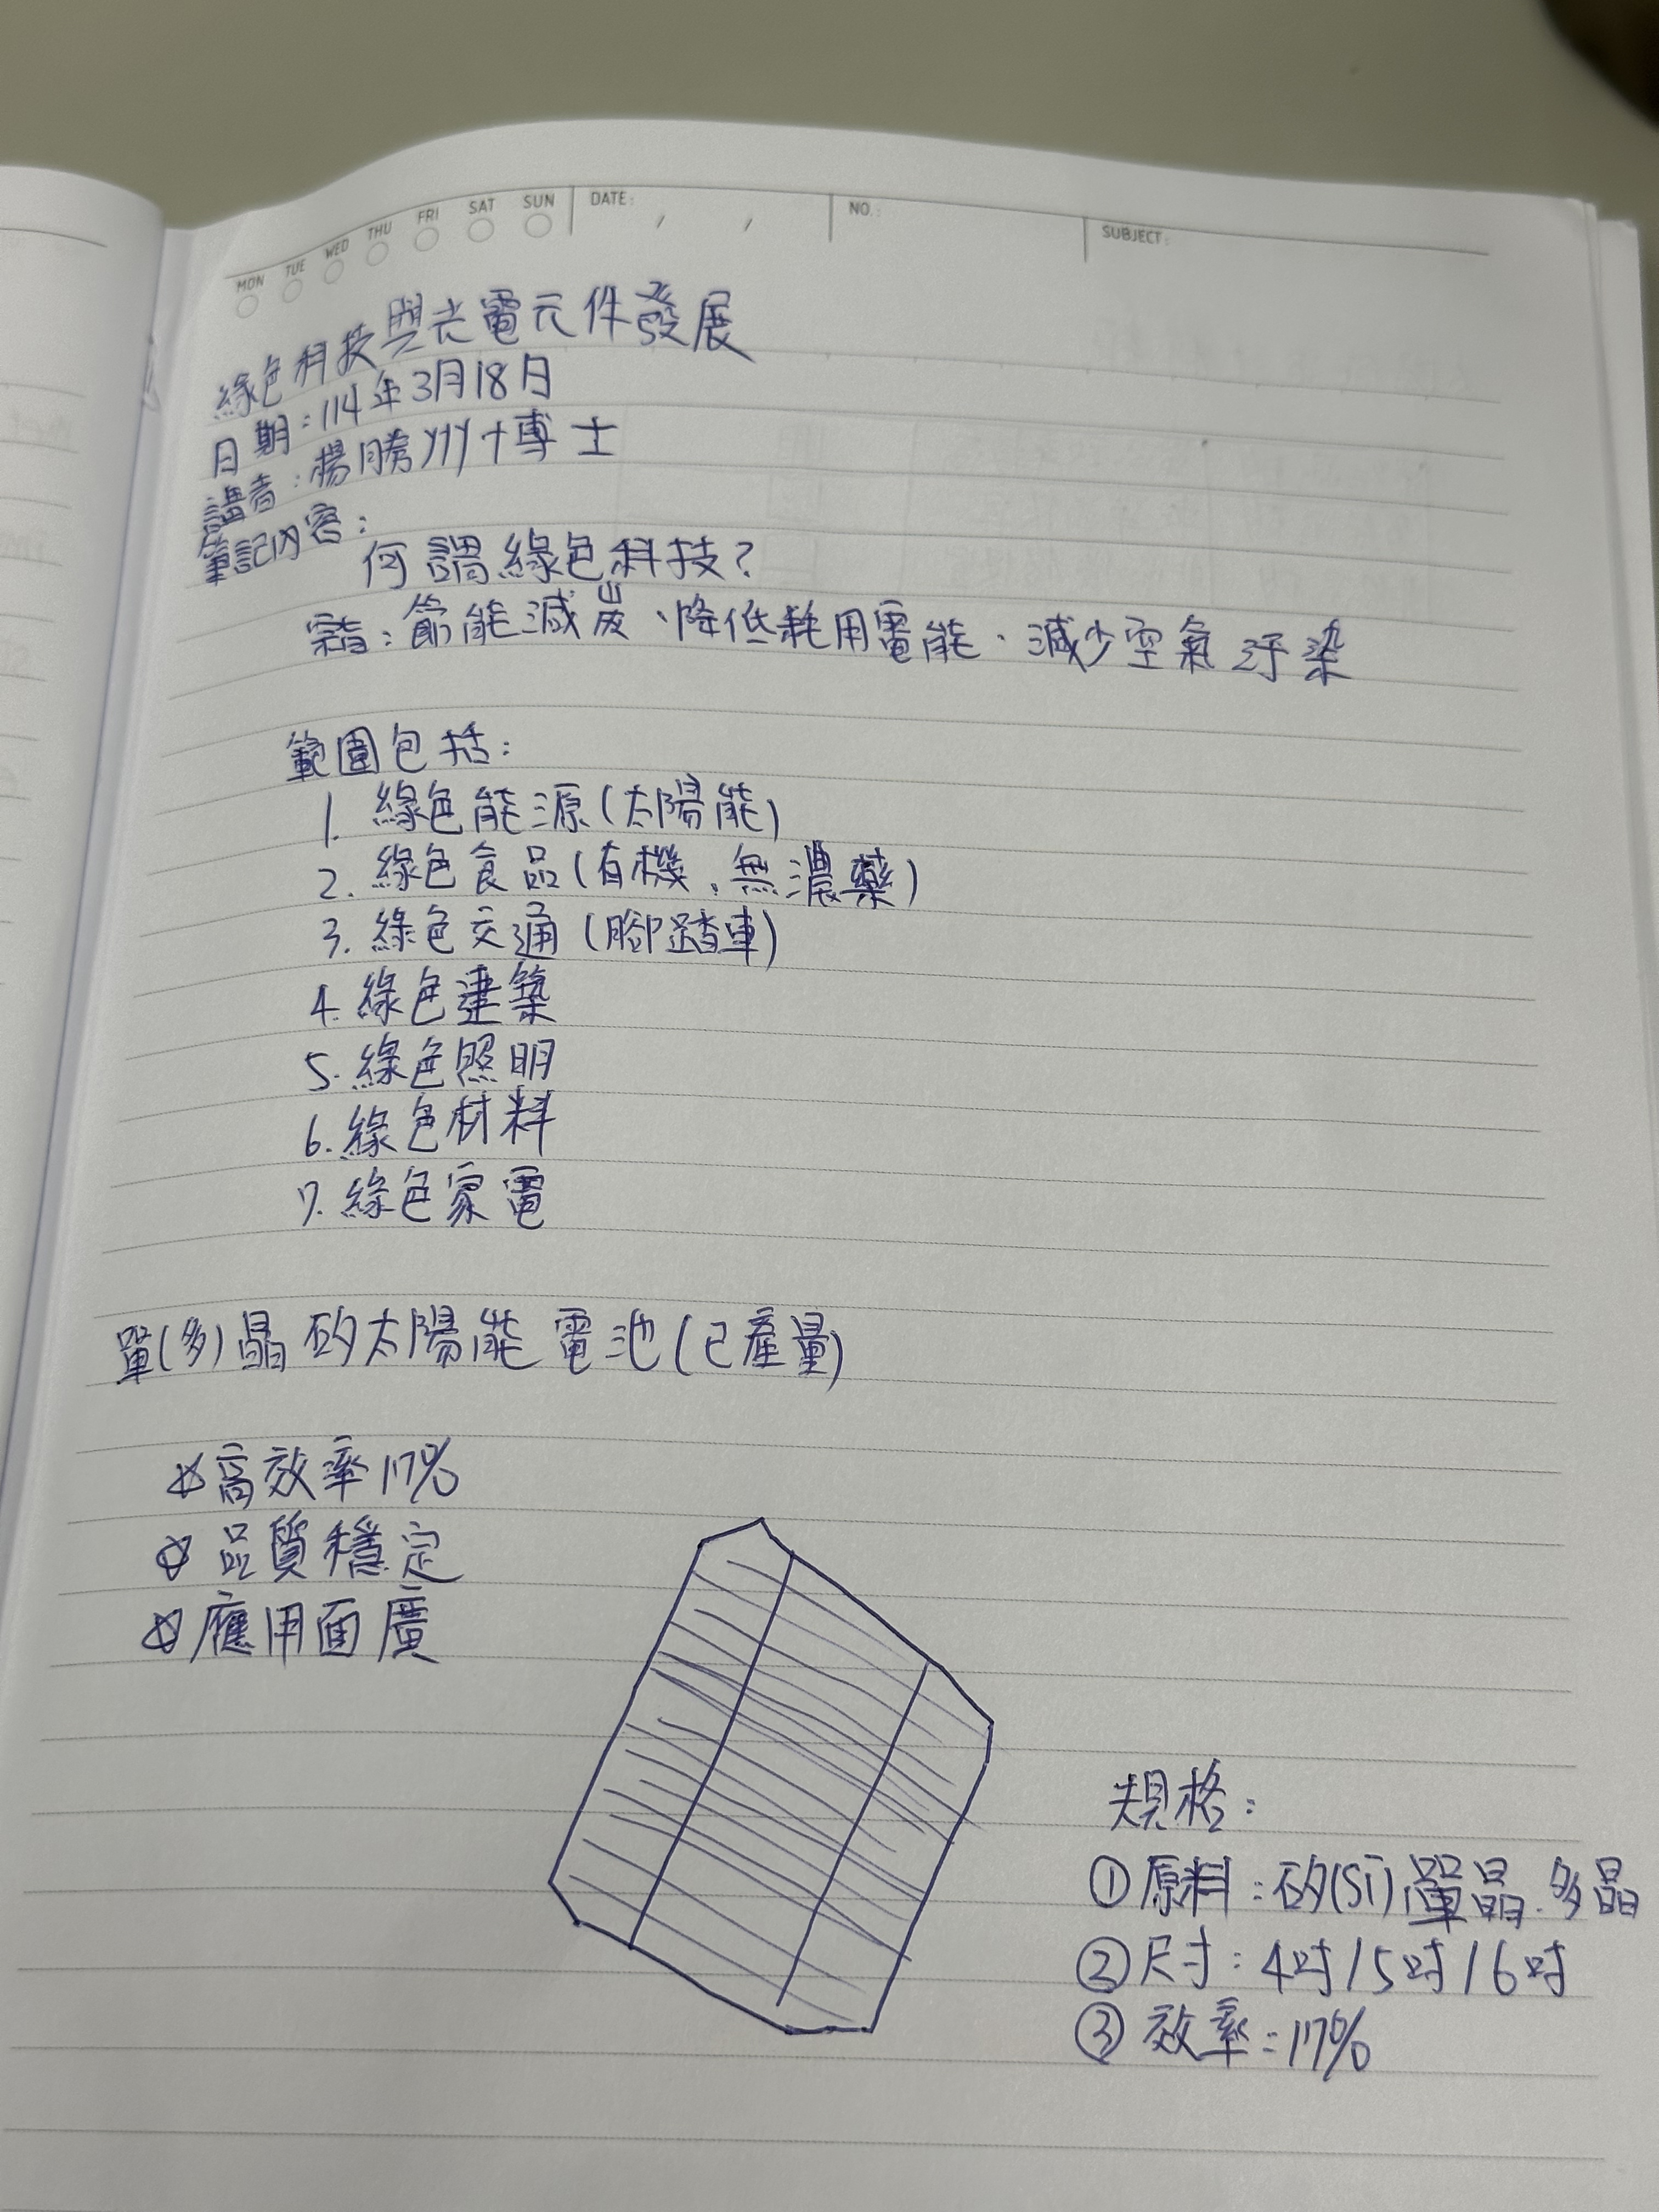 MON TUE WED THU FRI SAT SUN DATE: / / NO.: SUBJECT:
綠色科技與光電元件發展
日期:114年3月18日
講者:楊勝州博士
筆記內容:
何謂綠色科技?
宗旨:節能減炭、降低耗用電能、減少空氣汙染
範圍包括:
1. 綠色能源(太陽能)
2. 綠色食品(有機、無濃藥)
3. 綠色交通(腳踏車)
4. 綠色建築
5. 綠色照明
6. 綠色材料
7. 綠色家電
單(多)晶矽太陽能電池(已產量)
☆高效率17%
☆品質穩定
☆應用面廣
規格:
①原料:矽(Si)單晶、多晶
②尺寸:4吋/5吋/6吋
③效率:17%